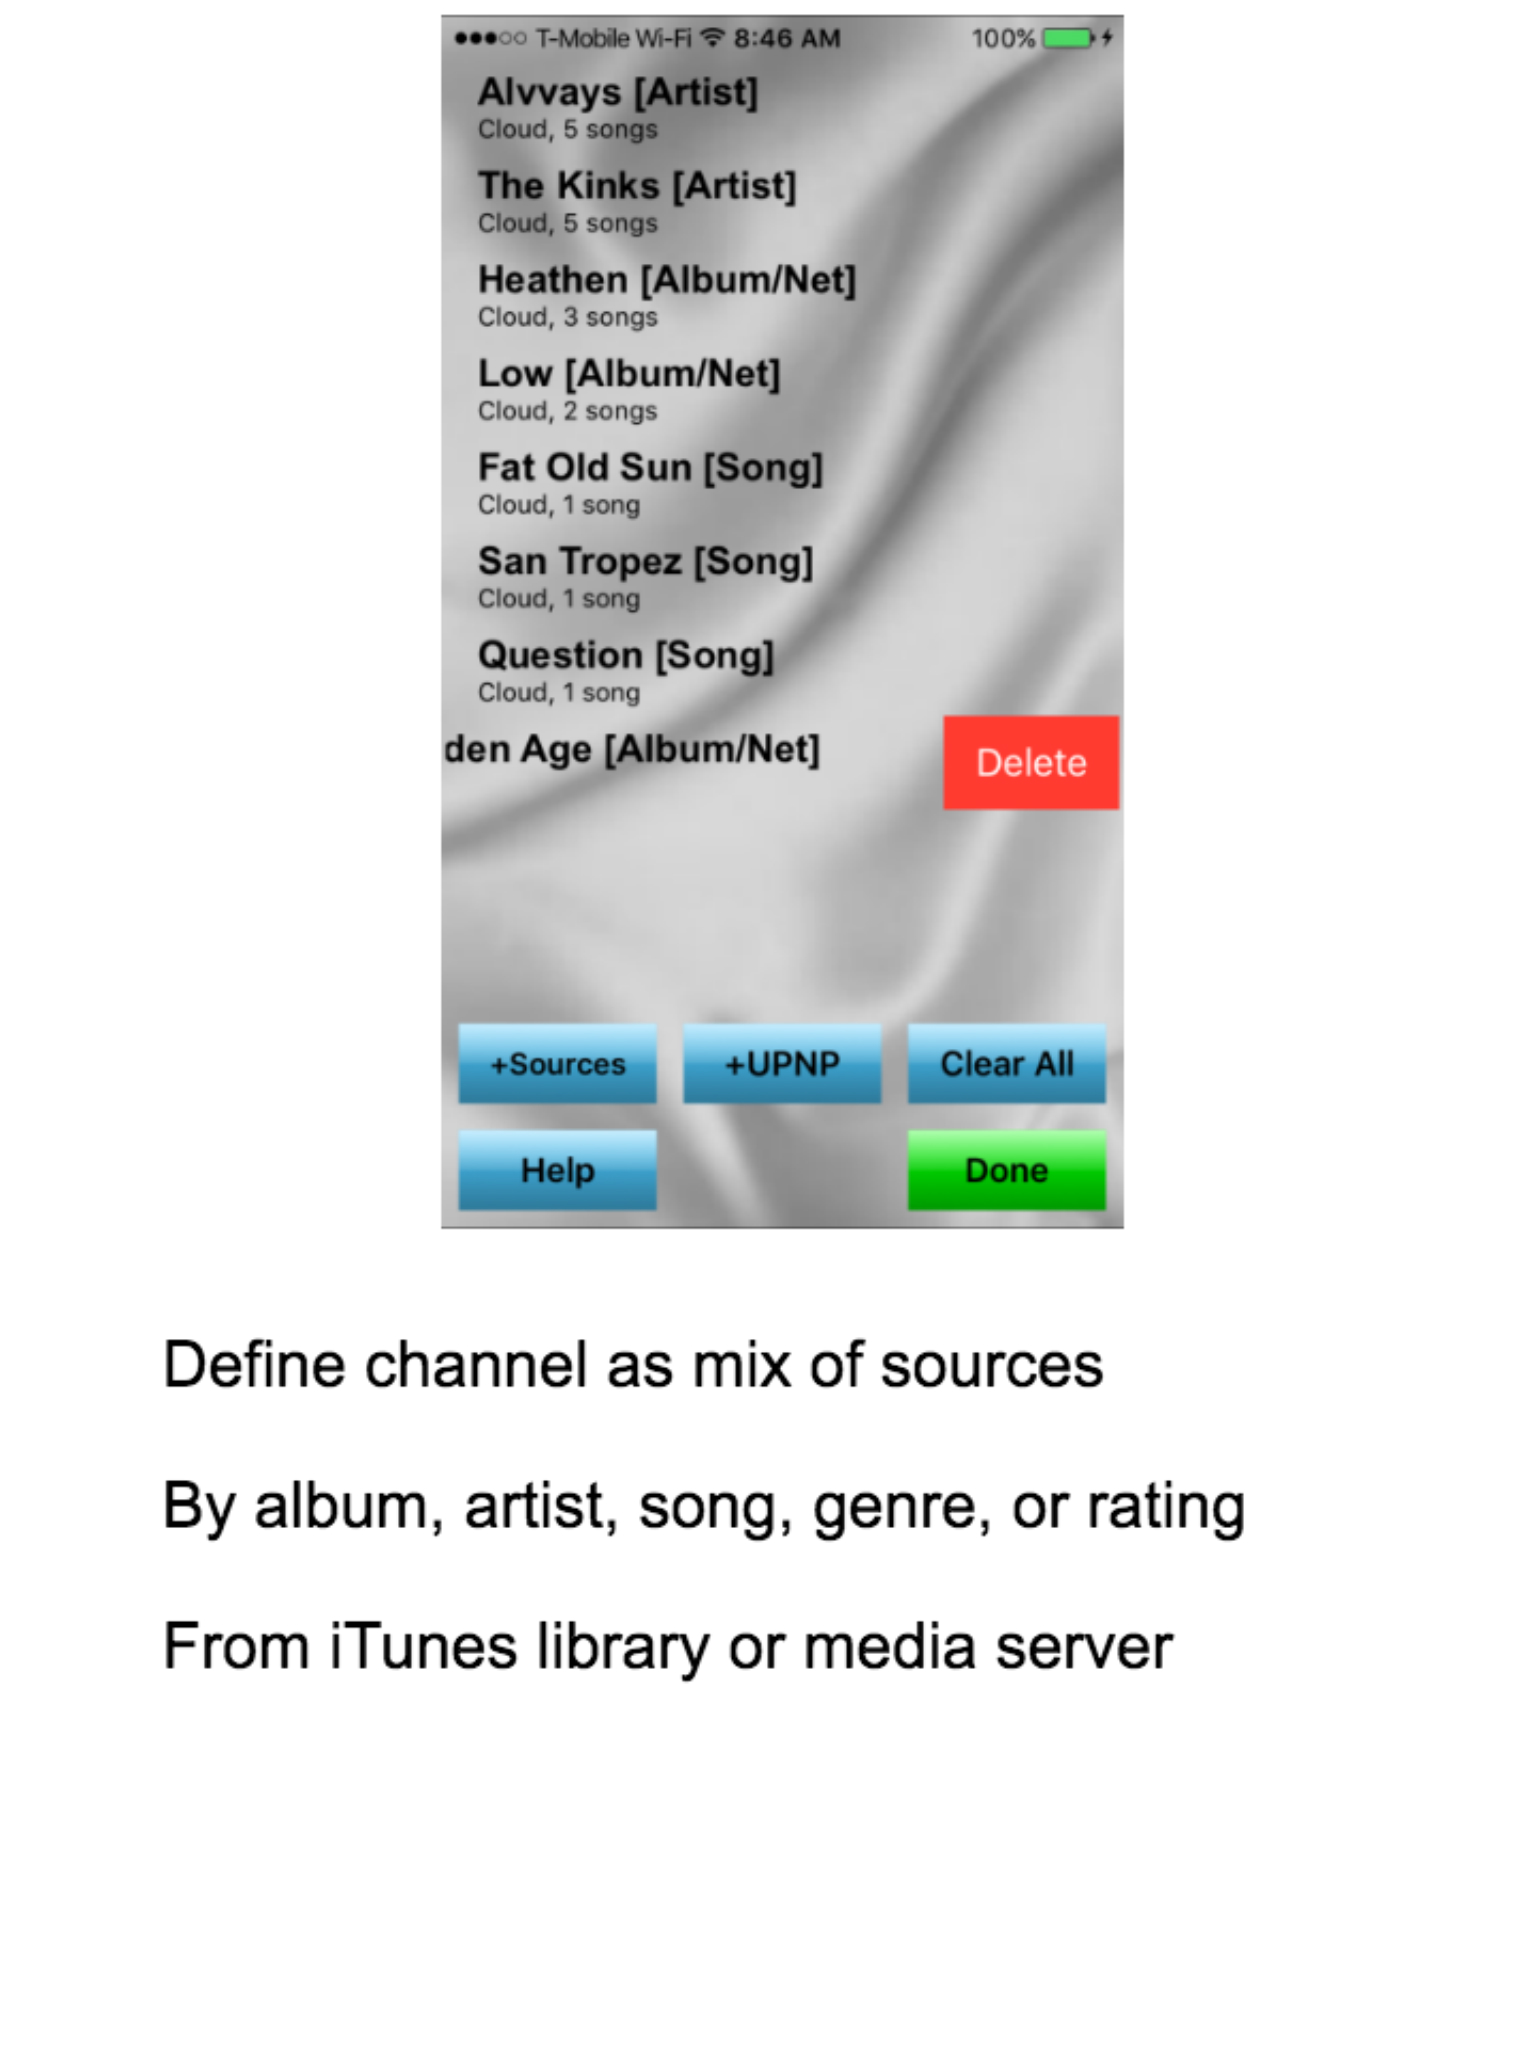 T-Mobile Wi-Fi 8:46 AM 100%
Alvvays [Artist]
Cloud, 5 songs
The Kinks [Artist]
Cloud, 5 songs
Heathen [Album/Net]
Cloud, 3 songs
Low [Album/Net]
Cloud, 2 songs
Fat Old Sun [Song]
Cloud, 1 song
San Tropez [Song]
Cloud, 1 song
Question [Song]
Cloud, 1 song
den Age [Album/Net] Delete
+Sources +UPNP Clear All
Help Done
Define channel as mix of sources
By album, artist, song, genre, or rating
From iTunes library or media server